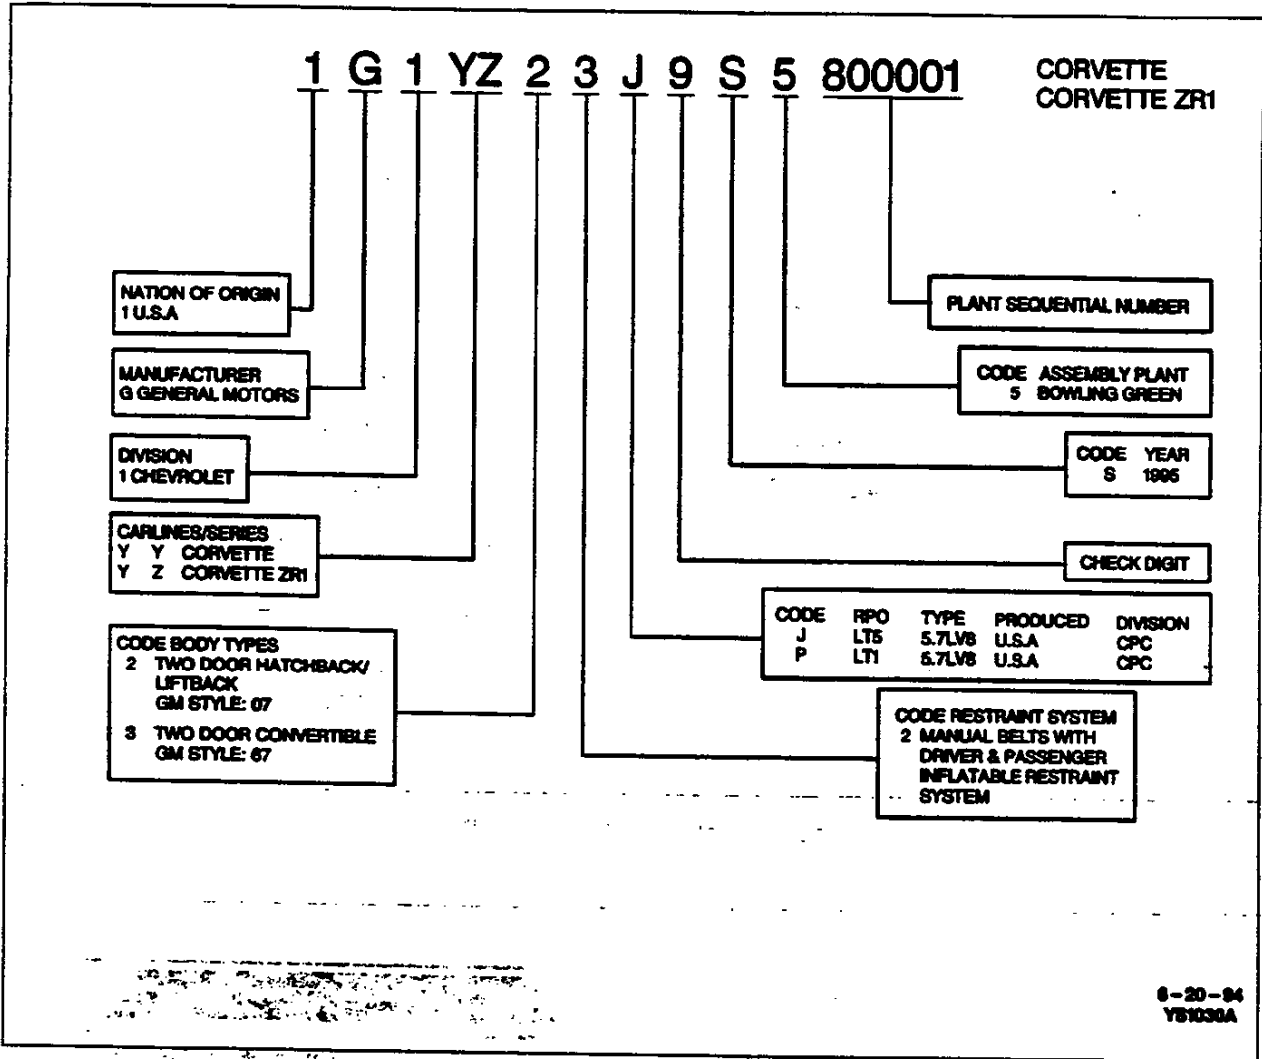 1 G 1 YZ 2 3 J 9 S 5 800001
CORVETTE
CORVETTE ZR1
NATION OF ORIGIN
1 U.S.A
PLANT SEQUENTIAL NUMBER
MANUFACTURER
G GENERAL MOTORS
CODE ASSEMBLY PLANT
5 BOWLING GREEN
DIVISION
1 CHEVROLET
CODE YEAR
S 1995
CARLINES/SERIES
Y Y CORVETTE
Y Z CORVETTE ZR1
CHECK DIGIT
CODE RPO TYPE PRODUCED DIVISION
J LT5 5.7LV8 U.S.A CPC
P LT1 5.7LV8 U.S.A CPC
CODE BODY TYPES
2 TWO DOOR HATCHBACK/
LIFTBACK
GM STYLE: 07
3 TWO DOOR CONVERTIBLE
GM STYLE: 67
CODE RESTRAINT SYSTEM
2 MANUAL BELTS WITH
DRIVER & PASSENGER
INFLATABLE RESTRAINT
SYSTEM
6-20-94
YS1030A